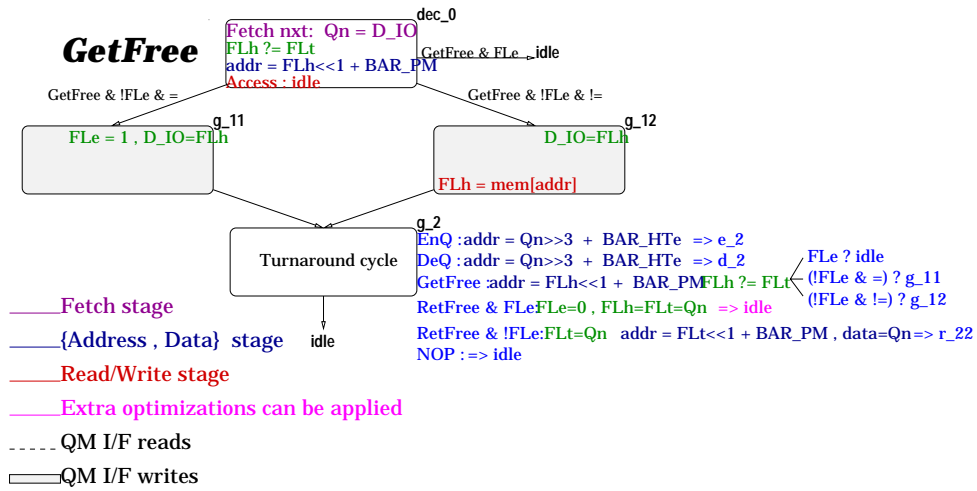 dec_0
GetFree
Fetch nxt: Qn = D_IO
FLh ?= FLt
addr = FLh<<1 + BAR_PM
Access : idle
GetFree & FLe
idle
GetFree & !FLe & =
GetFree & !FLe & !=
g_11
FLe = 1 , D_IO=FLh
g_12
D_IO=FLh
FLh = mem[addr]
g_2
Turnaround cycle
idle
EnQ : addr = Qn>>3 + BAR_HTe => e_2
DeQ : addr = Qn>>3 + BAR_HTe => d_2
GetFree : addr = FLh<<1 + BAR_PM FLh ?= FLt
FLe ? idle
(!FLe & =) ? g_11
(!FLe & !=) ? g_12
RetFree & FLe: FLe=0 , FLh=FLt=Qn => idle
RetFree & !FLe: FLt=Qn addr = FLt<<1 + BAR_PM , data=Qn => r_22
NOP : => idle
Fetch stage
{Address , Data} stage
Read/Write stage
Extra optimizations can be applied
QM I/F reads
QM I/F writes